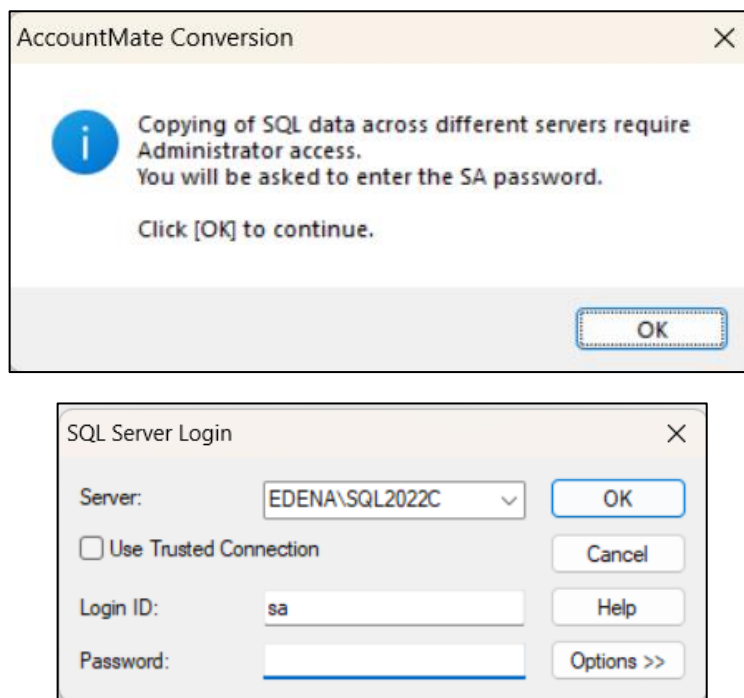 AccountMate Conversion
Copying of SQL data across different servers require
Administrator access.
You will be asked to enter the SA password.
Click [OK] to continue.
OK
SQL Server Login
Server:
EDENA\SQL2022C
OK
Use Trusted Connection
Cancel
Login ID:
sa
Help
Password:
Options >>